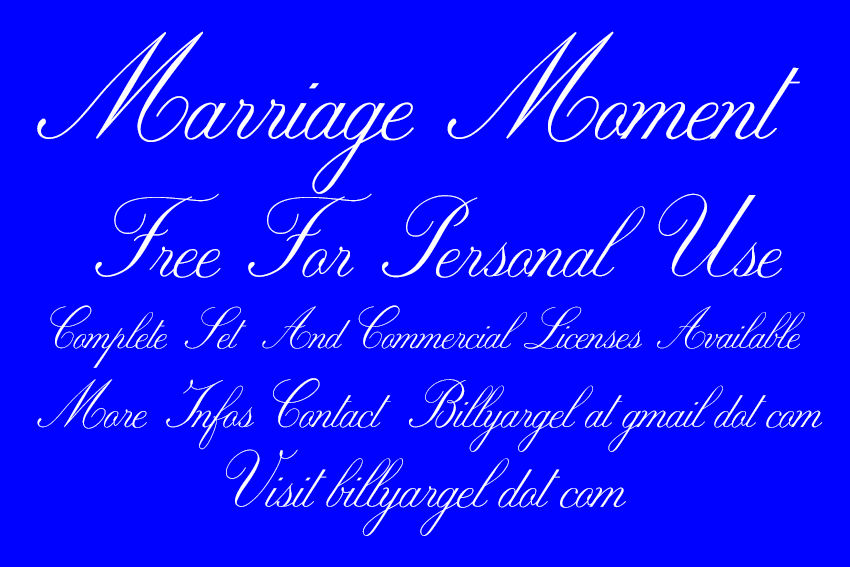 Marriage Moment
Free For Personal Use
Complete Set And Commercial Licenses Available
More Infos Contact Billyargel at gmail dot com
Visit billyargel dot com